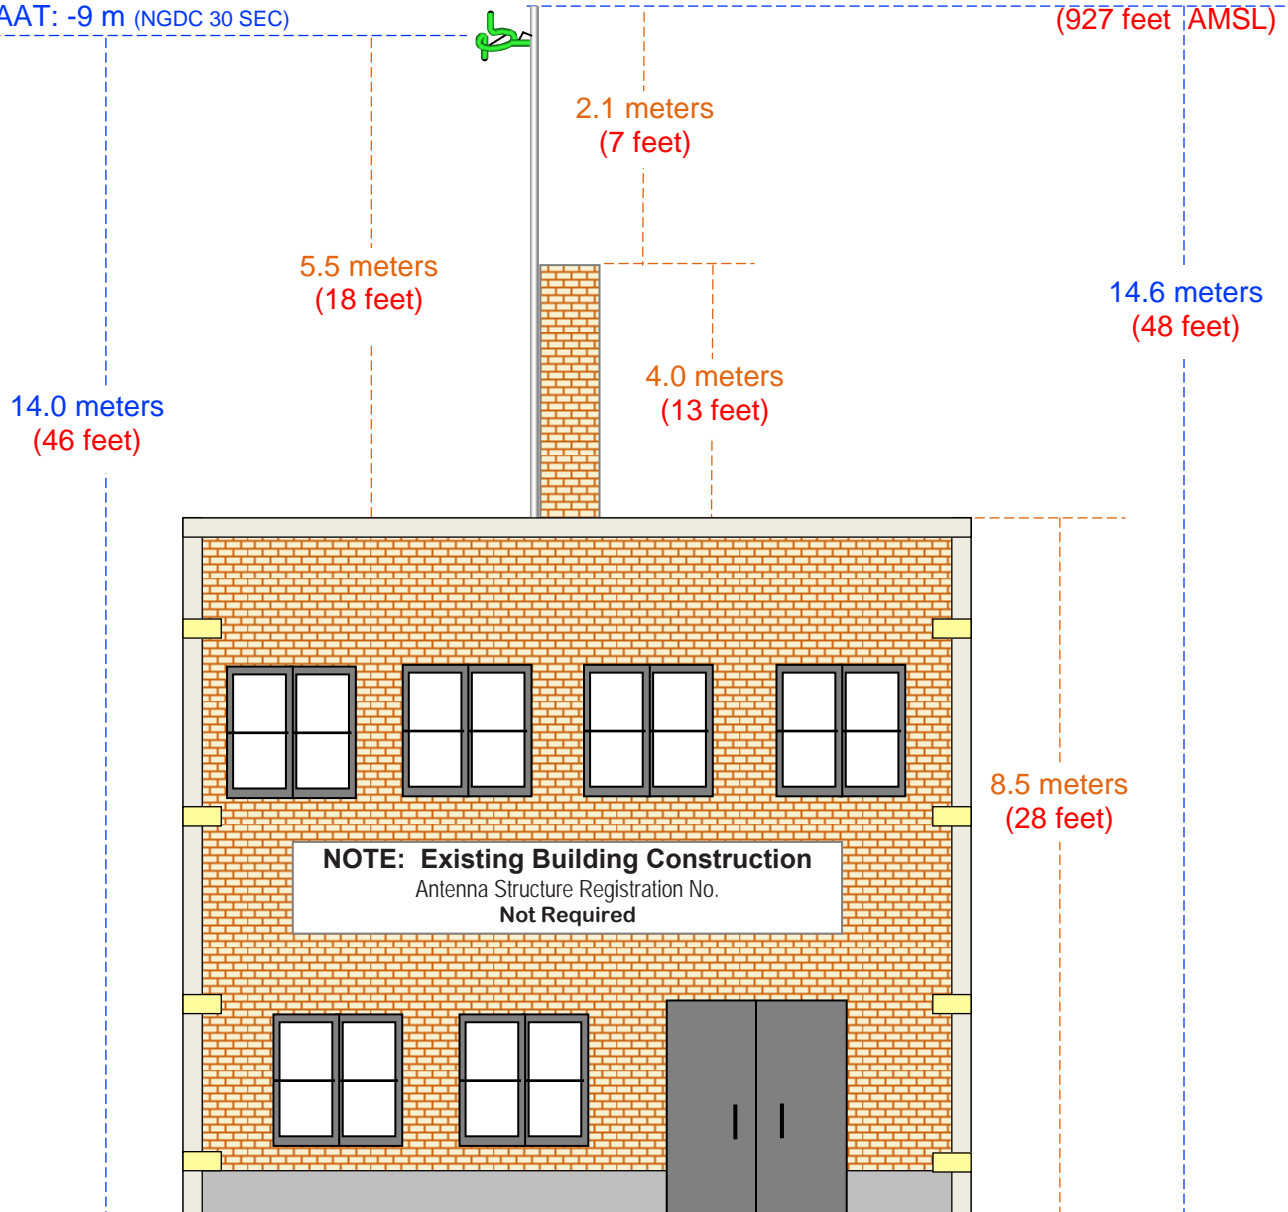 AAT: -9 m (NGDC 30 SEC)
(927 feet AMSL)
2.1 meters
(7 feet)
5.5 meters
(18 feet)
14.6 meters
(48 feet)
4.0 meters
(13 feet)
14.0 meters
(46 feet)
8.5 meters
(28 feet)
NOTE: Existing Building Construction
Antenna Structure Registration No.
Not Required